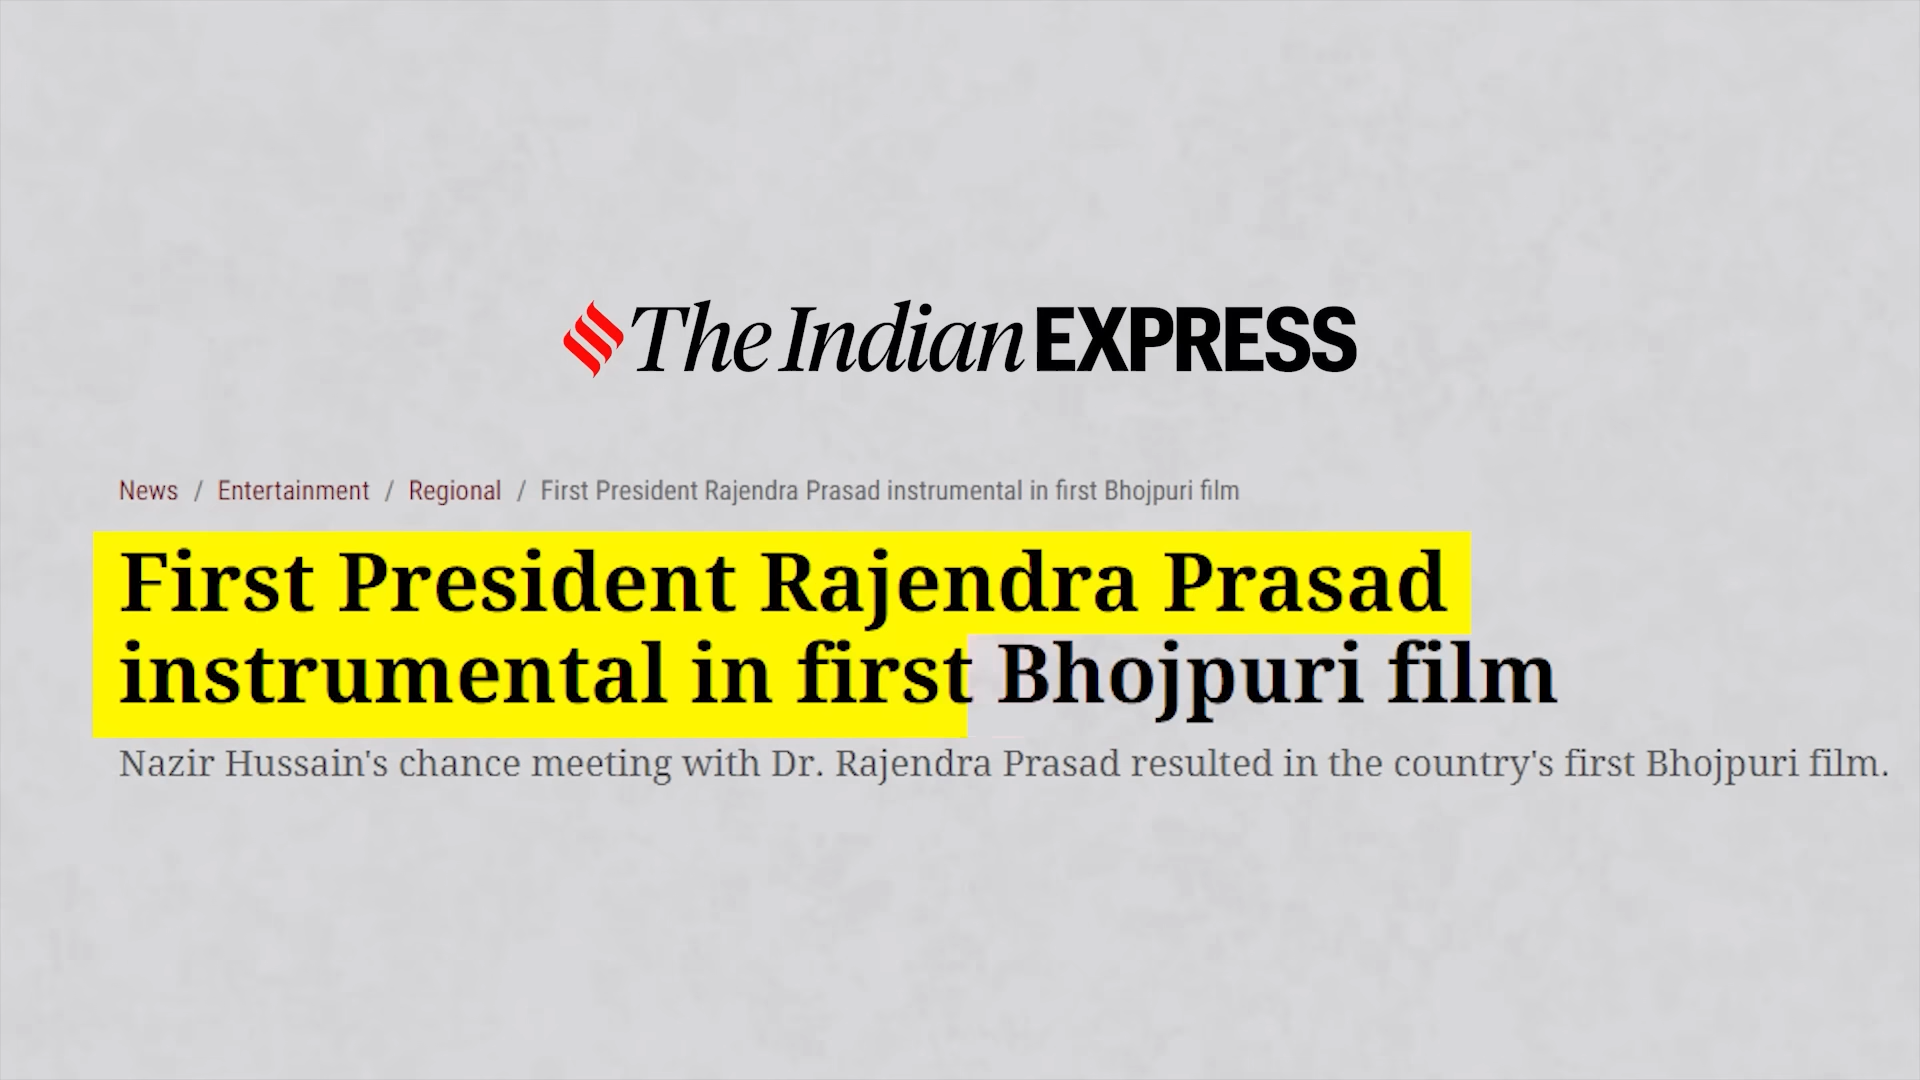 The Indian EXPRESS
News / Entertainment / Regional / First President Rajendra Prasad instrumental in first Bhojpuri film
First President Rajendra Prasad
instrumental in first Bhojpuri film
Nazir Hussain's chance meeting with Dr. Rajendra Prasad resulted in the country's first Bhojpuri film.